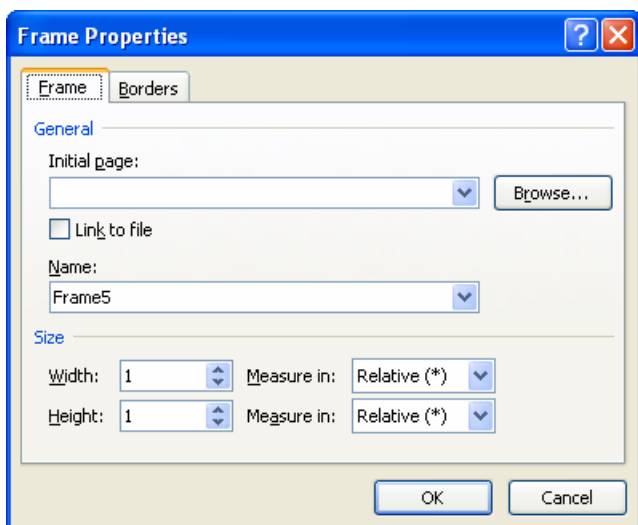 Frame Properties
Frame Borders
General
Initial page:
Browse...
Link to file
Name:
Frame5
Size
Width: 1 Measure in: Relative (*)
Height: 1 Measure in: Relative (*)
OK Cancel